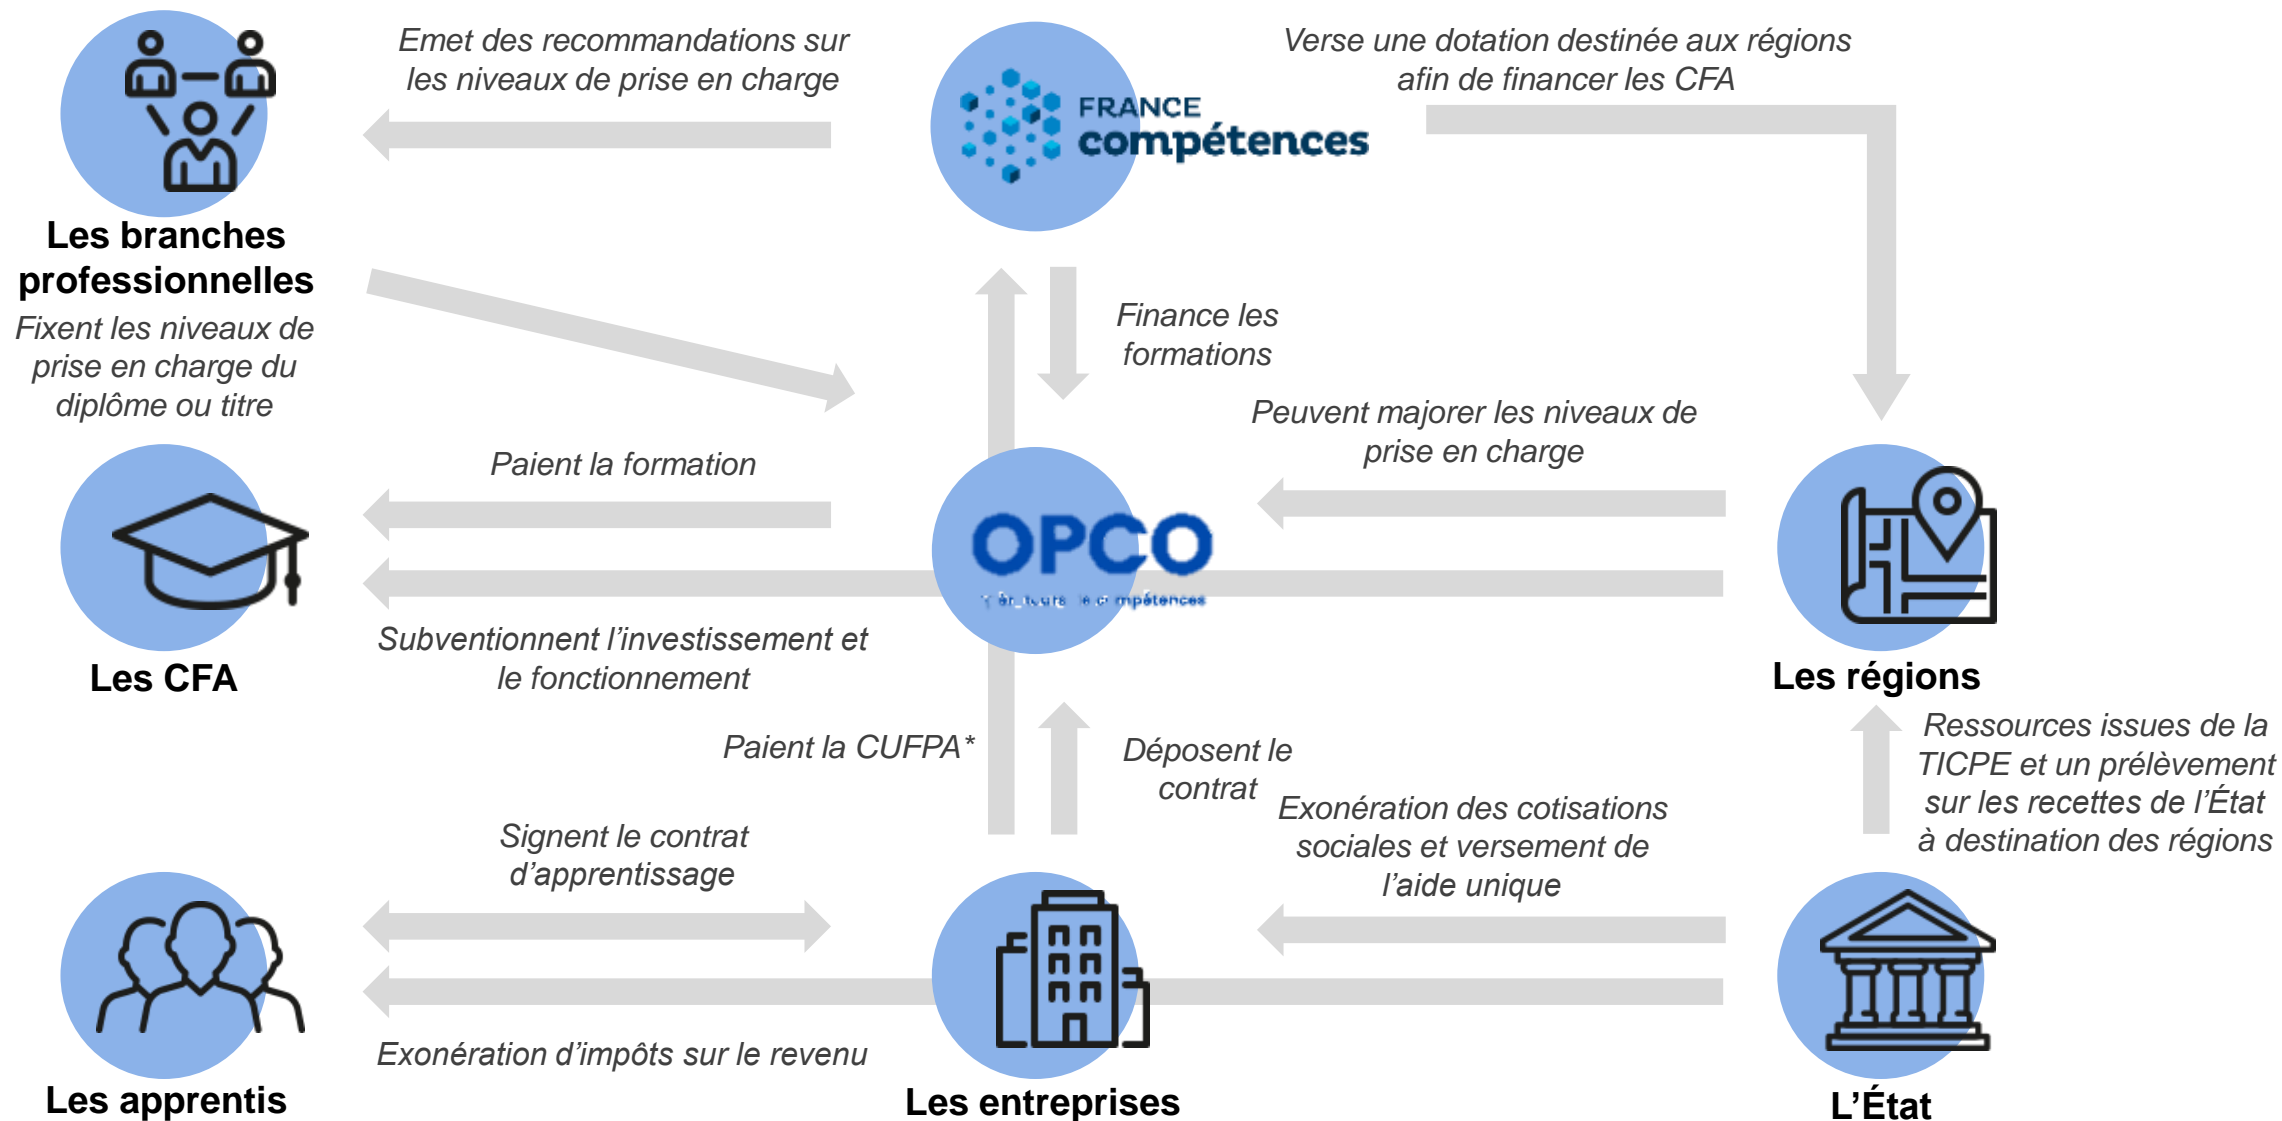 Emet des recommandations sur
les niveaux de prise en charge
Verse une dotation destinée aux régions
afin de financer les CFA
FRANCE
compétences
Les branches
professionnelles
Fixent les niveaux de
prise en charge du
diplôme ou titre
Finance les
formations
Peuvent majorer les niveaux de
prise en charge
Paient la formation
OPCO
Subventionnent l’investissement et
le fonctionnement
Les CFA
Les régions
Paient la CUFPA*
Déposent le
contrat
Ressources issues de la
TICPE et un prélèvement
sur les recettes de l’État
à destination des régions
Signent le contrat
d’apprentissage
Exonération des cotisations
sociales et versement de
l’aide unique
Exonération d’impôts sur le revenu
Les apprentis
Les entreprises
L’État